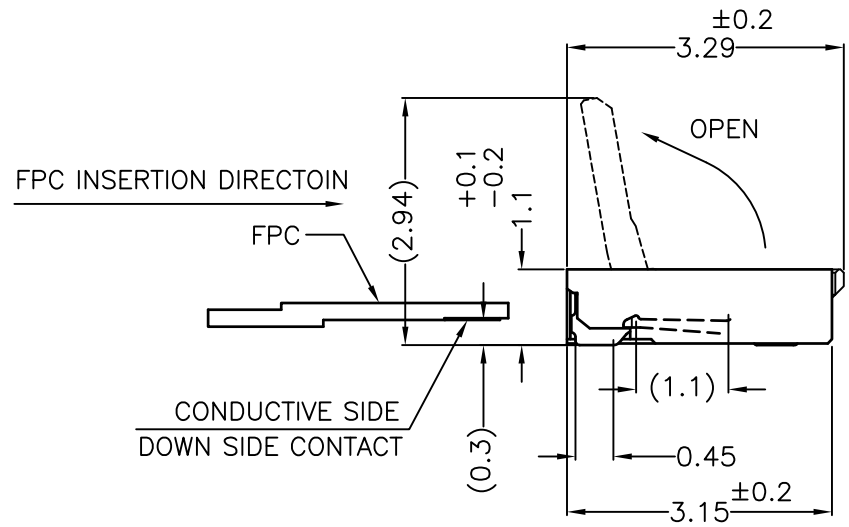 ±0.2
3.29
OPEN
FPC INSERTION DIRECTOIN
FPC
(2.94)
+0.1
-0.2
1.1
(1.1)
CONDUCTIVE SIDE
DOWN SIDE CONTACT
(0.3)
0.45
±0.2
3.15